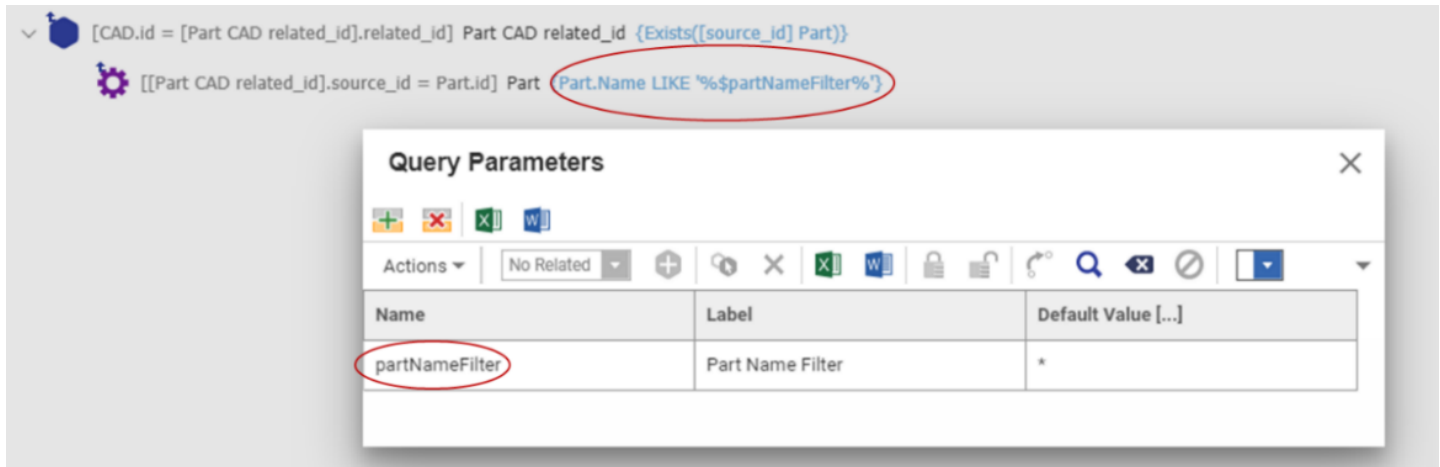 [CAD.id = [Part CAD related_id].related_id] Part CAD related_id {Exists([source_id] Part)}
[[Part CAD related_id].source_id = Part.id] Part {Part.Name LIKE '%$partNameFilter%'}
Query Parameters
Actions No Related
Name Label Default Value [...]
partNameFilter Part Name Filter *